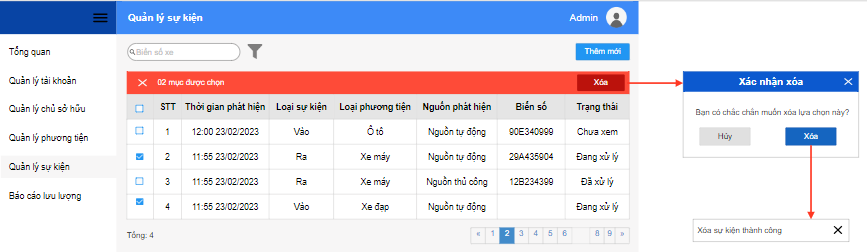 Quản lý sự kiện
Admin
Tổng quan
Quản lý tài khoản
Quản lý chủ sở hữu
Quản lý phương tiện
Quản lý sự kiện
Báo cáo lưu lượng
Biển số xe
Thêm mới
02 mục được chọn
Xóa
STT Thời gian phát hiện Loại sự kiện Loại phương tiện Nguồn phát hiện Biển số Trạng thái
1 12:00 23/02/2023 Vào Ô tô Nguồn tự động 90E340999 Chưa xem
2 11:55 23/02/2023 Ra Xe máy Nguồn tự động 29A435904 Đang xử lý
3 11:55 23/02/2023 Ra Xe máy Nguồn thủ công 12B234399 Đã xử lý
4 11:55 23/02/2023 Vào Xe đạp Nguồn tự động Đang xử lý
Tổng: 4
« 1 2 3 4 5 6 8 9 »
Xác nhận xóa
Bạn có chắc chắn muốn xóa lựa chọn này?
Hủy
Xóa
Xóa sự kiện thành công